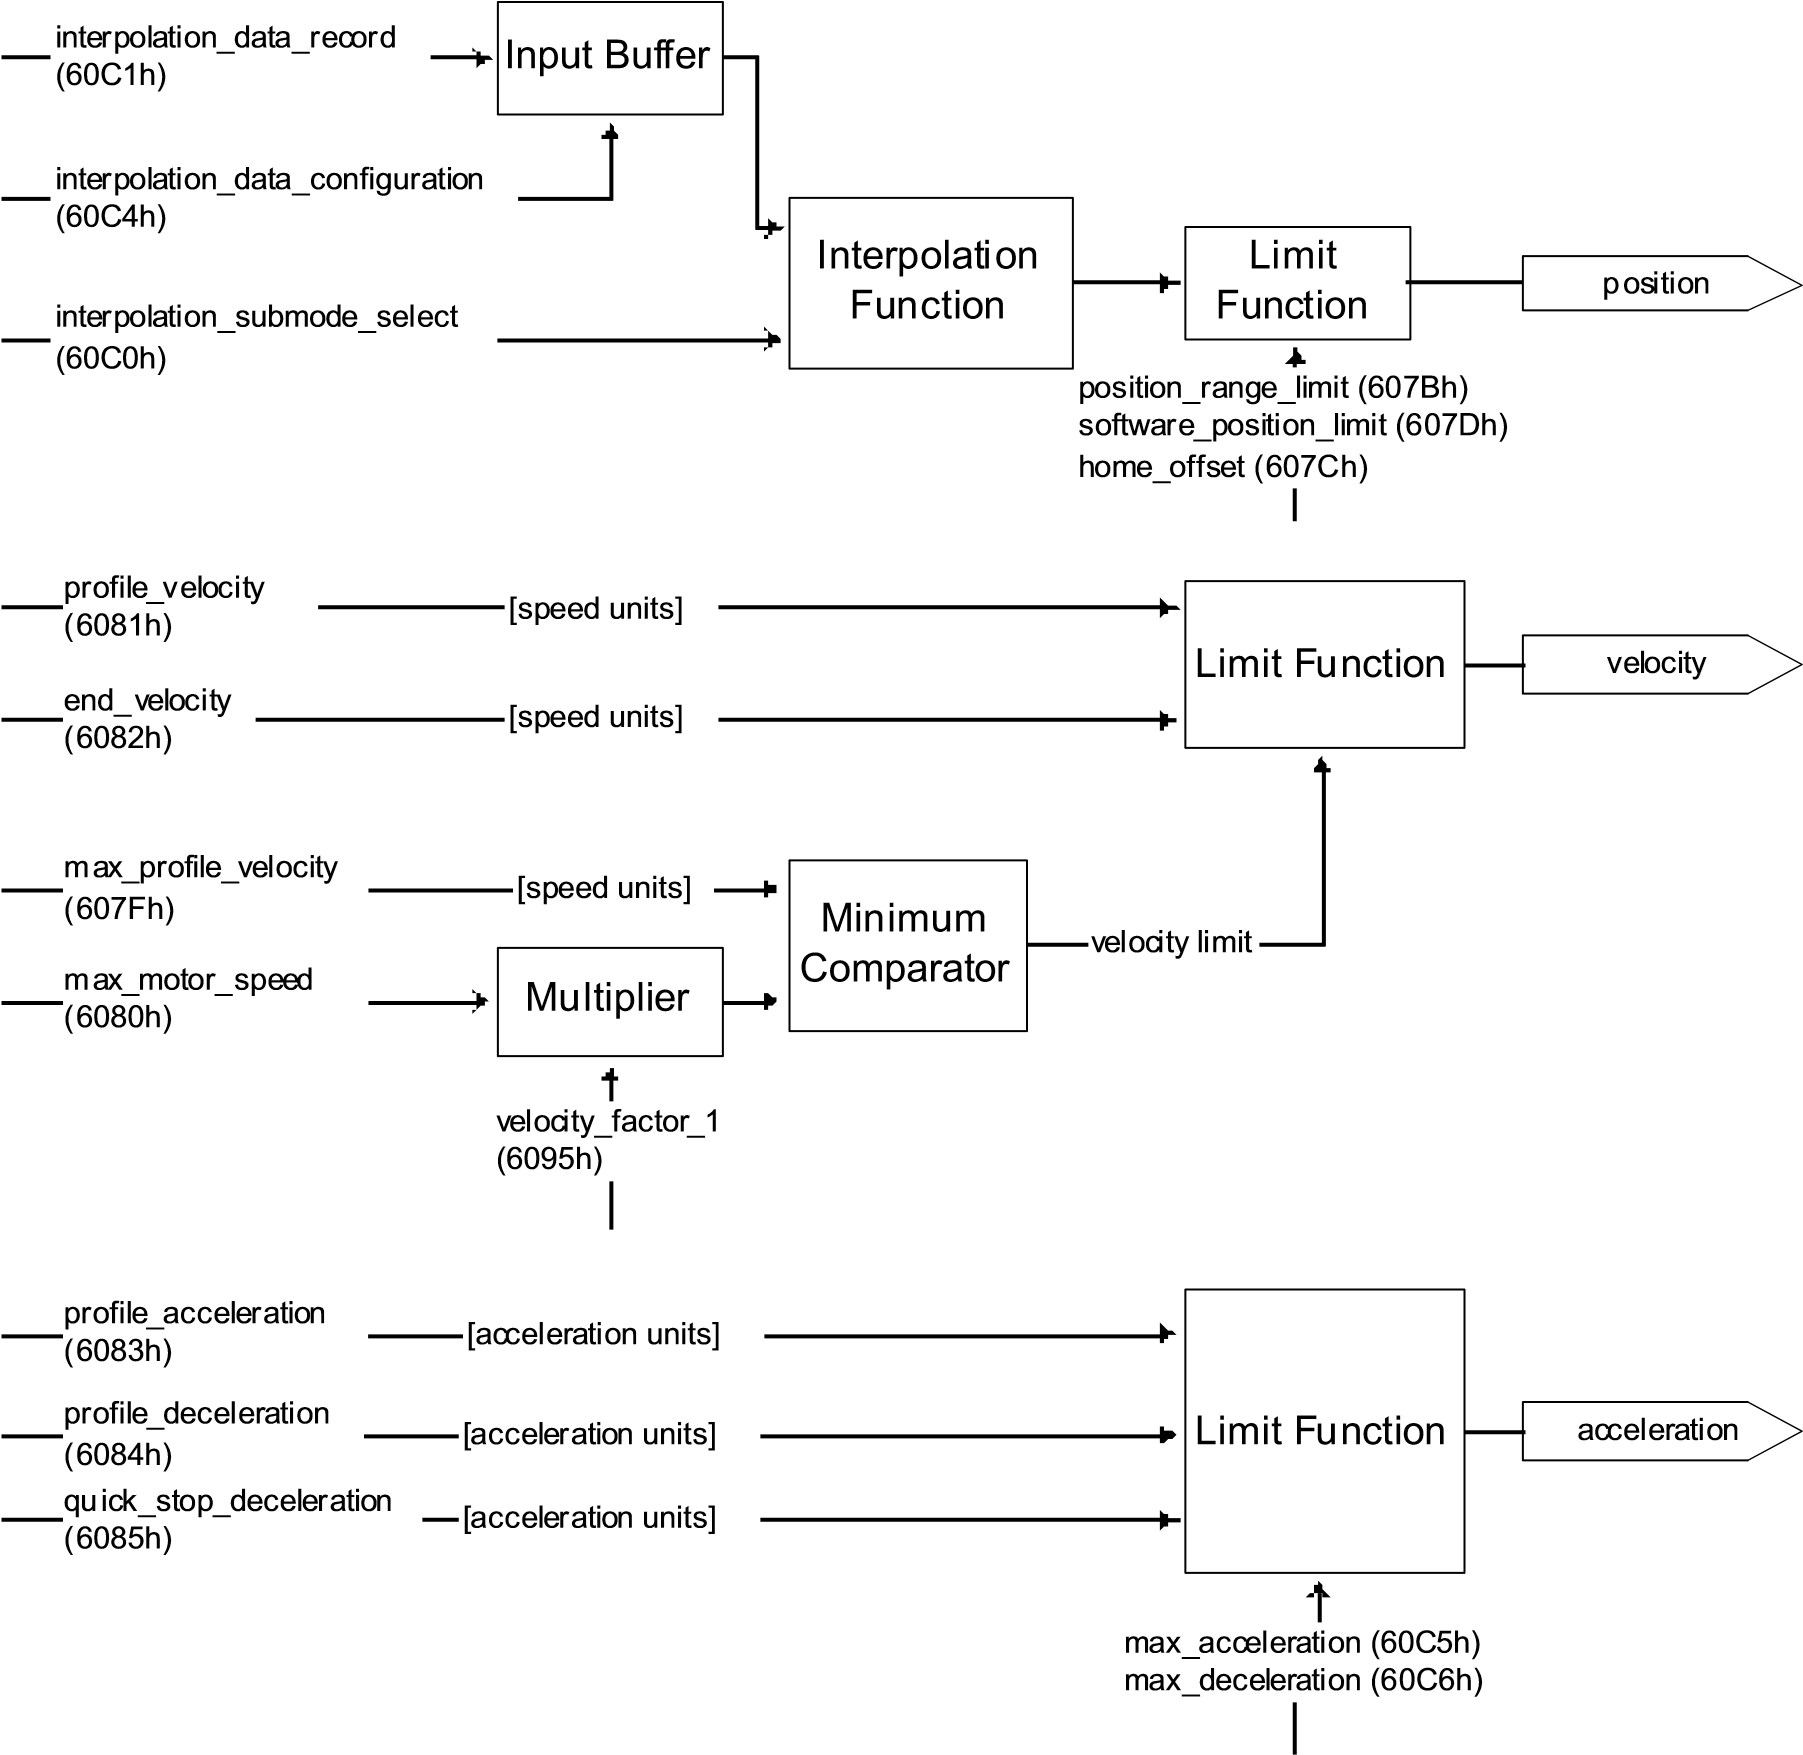 interpolation_data_record
(60C1h)
Input Buffer
interpolation_data_configuration
(60C4h)
interpolation_submode_select
(60C0h)
Interpolation
Function
Limit
Function
position
position_range_limit (607Bh)
software_position_limit (607Dh)
home_offset (607Ch)
profile_velocity
(6081h)
[speed units]
end_velocity
(6082h)
[speed units]
Limit Function
velocity
max_profile_velocity
(607Fh)
[speed units]
max_motor_speed
(6080h)
Multiplier
Minimum
Comparator
velocity limit
velocity_factor_1
(6095h)
profile_acceleration
(6083h)
[acceleration units]
profile_deceleration
(6084h)
[acceleration units]
quick_stop_deceleration
(6085h)
[acceleration units]
Limit Function
acceleration
max_acceleration (60C5h)
max_deceleration (60C6h)